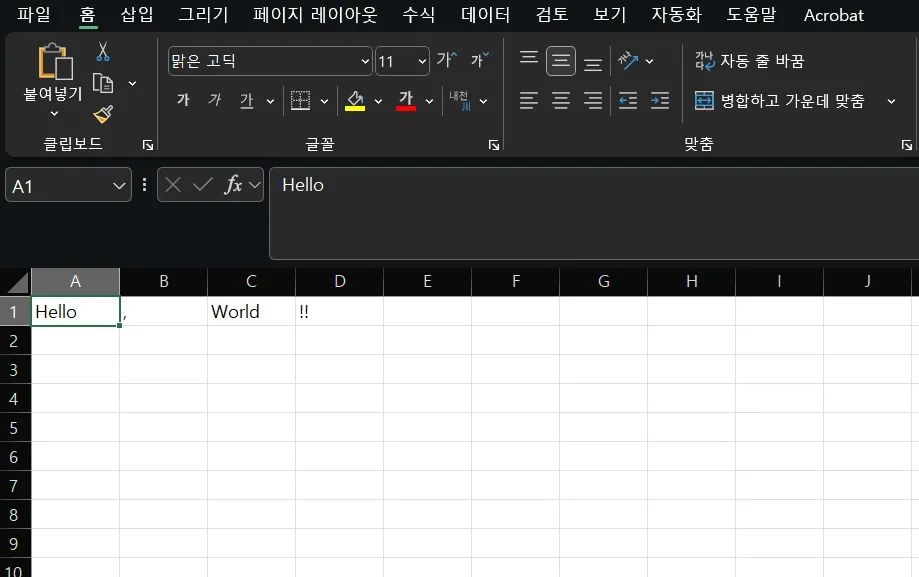 파일 홈 삽입 그리기 페이지 레이아웃 수식 데이터 검토 보기 자동화 도움말 Acrobat
붙여넣기
클립보드
맑은 고딕 11 가 가
가 가 가 가 내천
글꼴
가나다 자동 줄 바꿈
병합하고 가운데 맞춤
맞춤
A1 fx Hello
A B C D E F G H I J
1 Hello , World !!
2
3
4
5
6
7
8
9
10